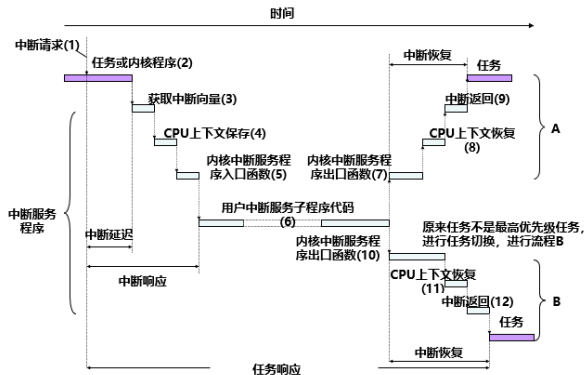 时间
中断请求(1)
任务或内核程序(2)
中断恢复
任务
获取中断向量(3)
中断返回(9)
CPU上下文保存(4)
CPU上下文恢复
(8)
A
内核中断服务程
序入口函数(5)
内核中断服务程
序出口函数(7)
用户中断服务子程序代码
(6)
中断服务
程序
原来任务不是最高优先级任务，
进行任务切换，进行流程B
中断延迟
内核中断服务程
序出口函数(10)
中断响应
CPU上下文恢复
(11)
中断返回(12)
B
任务
中断恢复
任务响应